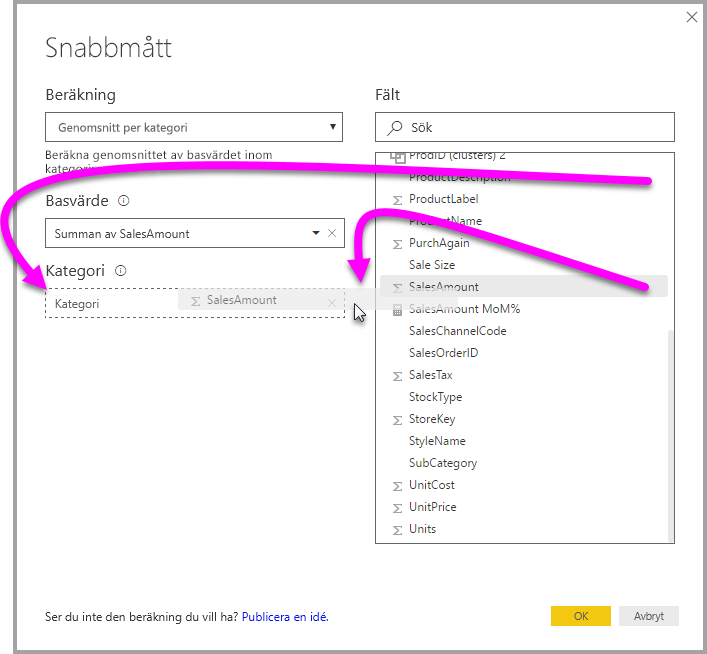 Snabbmått
Beräkning
Genomsnitt per kategori
Beräkna genomsnittet av basvärdet inom
Basvärde
Summan av SalesAmount
Kategori
Kategori
SalesAmount
Fält
Sök
ProdID (clusters) 2
ProductDescription
ProductLabel
ProductName
PurchAgain
Sale Size
SalesAmount
SalesAmount MoM%
SalesChannelCode
SalesOrderID
SalesTax
StockType
StoreKey
StyleName
SubCategory
UnitCost
UnitPrice
Units
Ser du inte den beräkning du vill ha? Publicera en idé.
OK
Avbryt